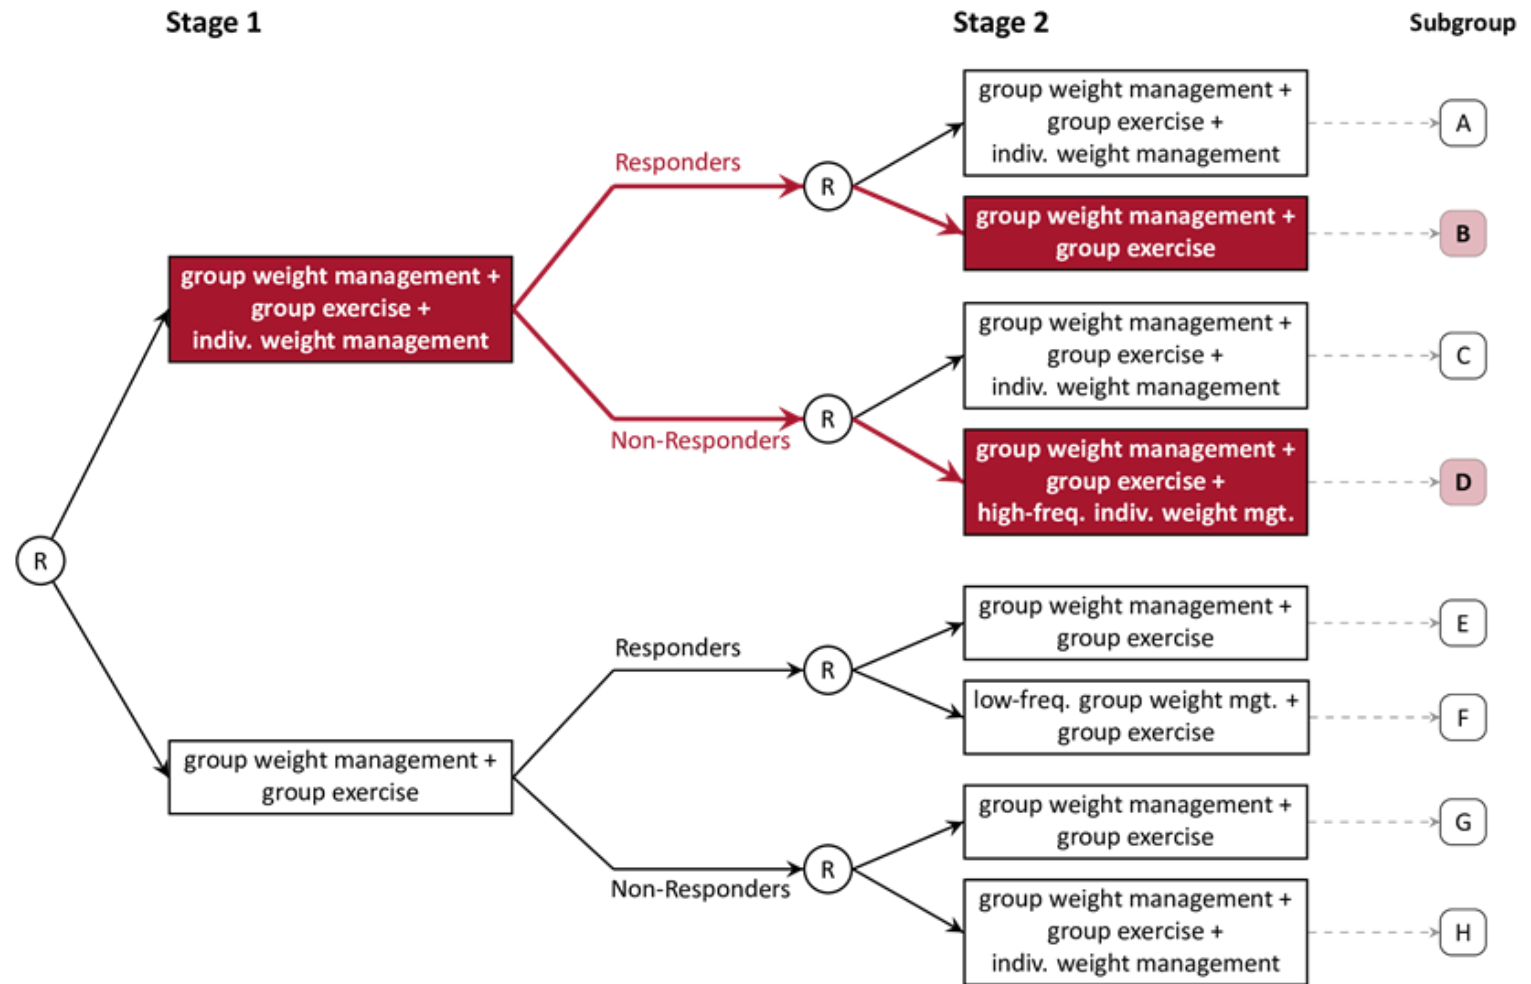 Stage 1
Stage 2
Subgroup
group weight management +
group exercise +
indiv. weight management
A
Responders
R
group weight management +
group exercise
B
group weight management +
group exercise +
indiv. weight management
group weight management +
group exercise +
indiv. weight management
C
R
Non-Responders
group weight management +
group exercise +
high-freq. indiv. weight mgt.
D
R
group weight management +
group exercise
E
Responders
R
low-freq. group weight mgt. +
group exercise
F
group weight management +
group exercise
group weight management +
group exercise
G
R
Non-Responders
group weight management +
group exercise +
indiv. weight management
H